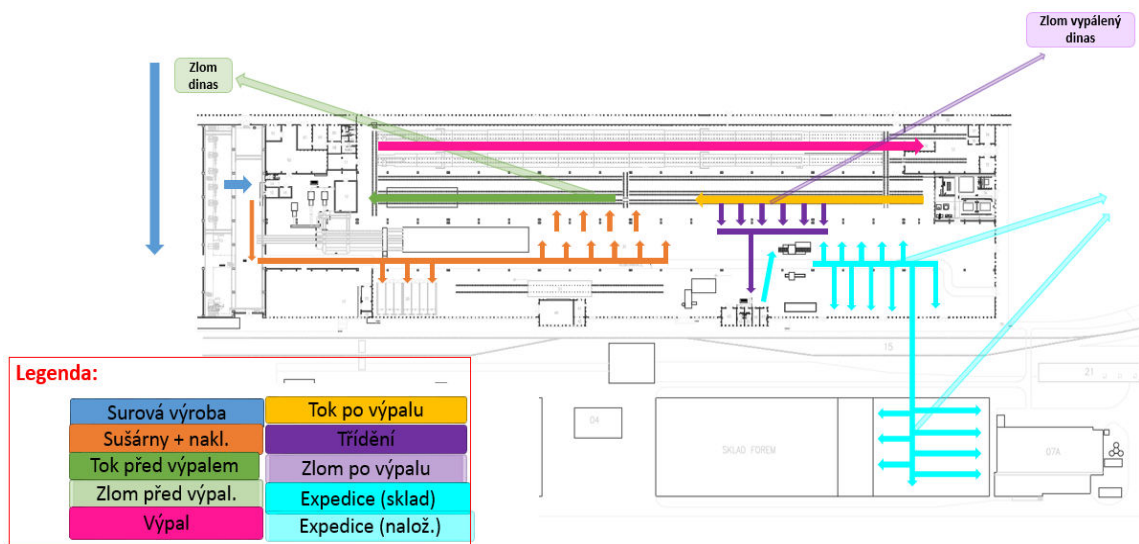 Zlom vypálený
dinas
Zlom
dinas
15
21
04
SKLAD FOREM
07A
Legenda:
Surová výroba
Tok po výpalu
Sušárny + nakl.
Třídění
Tok před výpalem
Zlom po výpalu
Zlom před výpal.
Expedice (sklad)
Výpal
Expedice (nalož.)